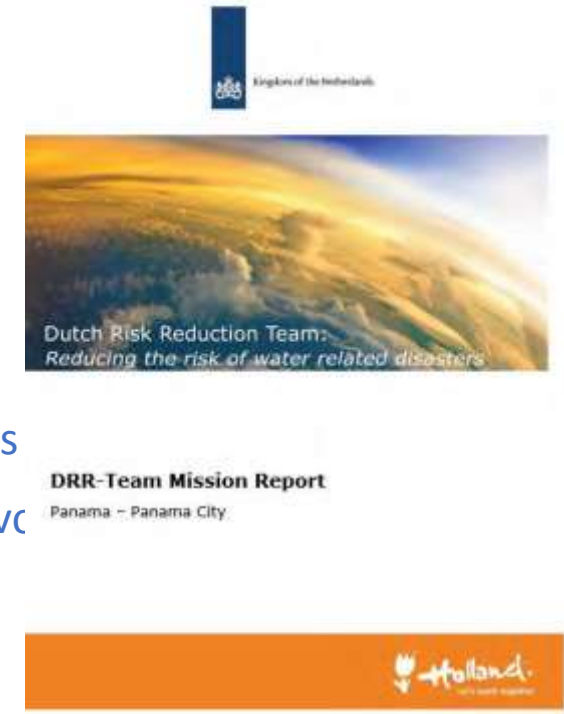 Kingdom of the Netherlands
Dutch Risk Reduction Team:
Reducing the risk of water related disasters
s
DRR-Team Mission Report
vc
Panama – Panama City
Holland.